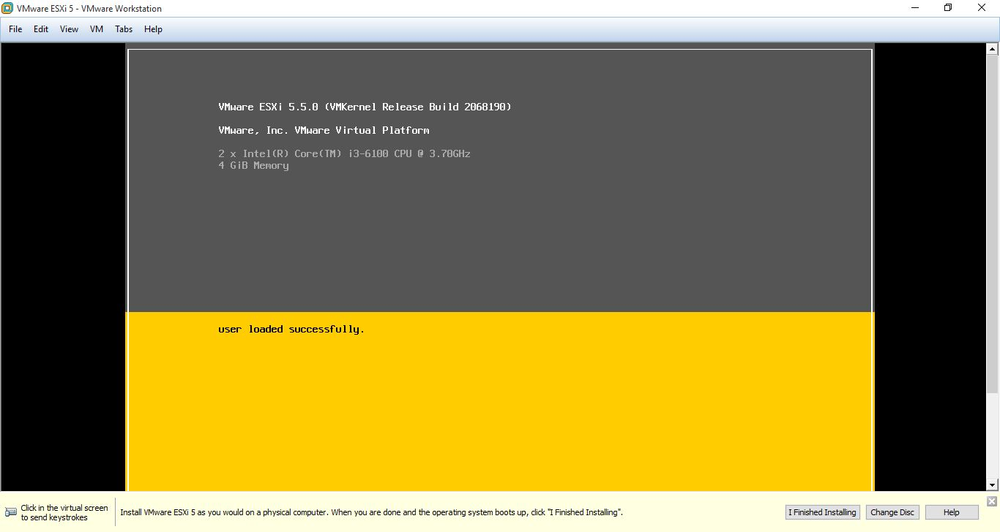 VMware ESXi 5 - VMware Workstation
File Edit View VM Tabs Help
VMware ESXi 5.5.0 (VMKernel Release Build 2068190)
VMware, Inc. VMware Virtual Platform
2 x Intel(R) Core(TM) i3-6100 CPU @ 3.70GHz
4 GiB Memory
user loaded successfully.
Click in the virtual screen
to send keystrokes
Install VMware ESXi 5 as you would on a physical computer. When you are done and the operating system boots up, click "I Finished Installing".
I Finished Installing Change Disc Help